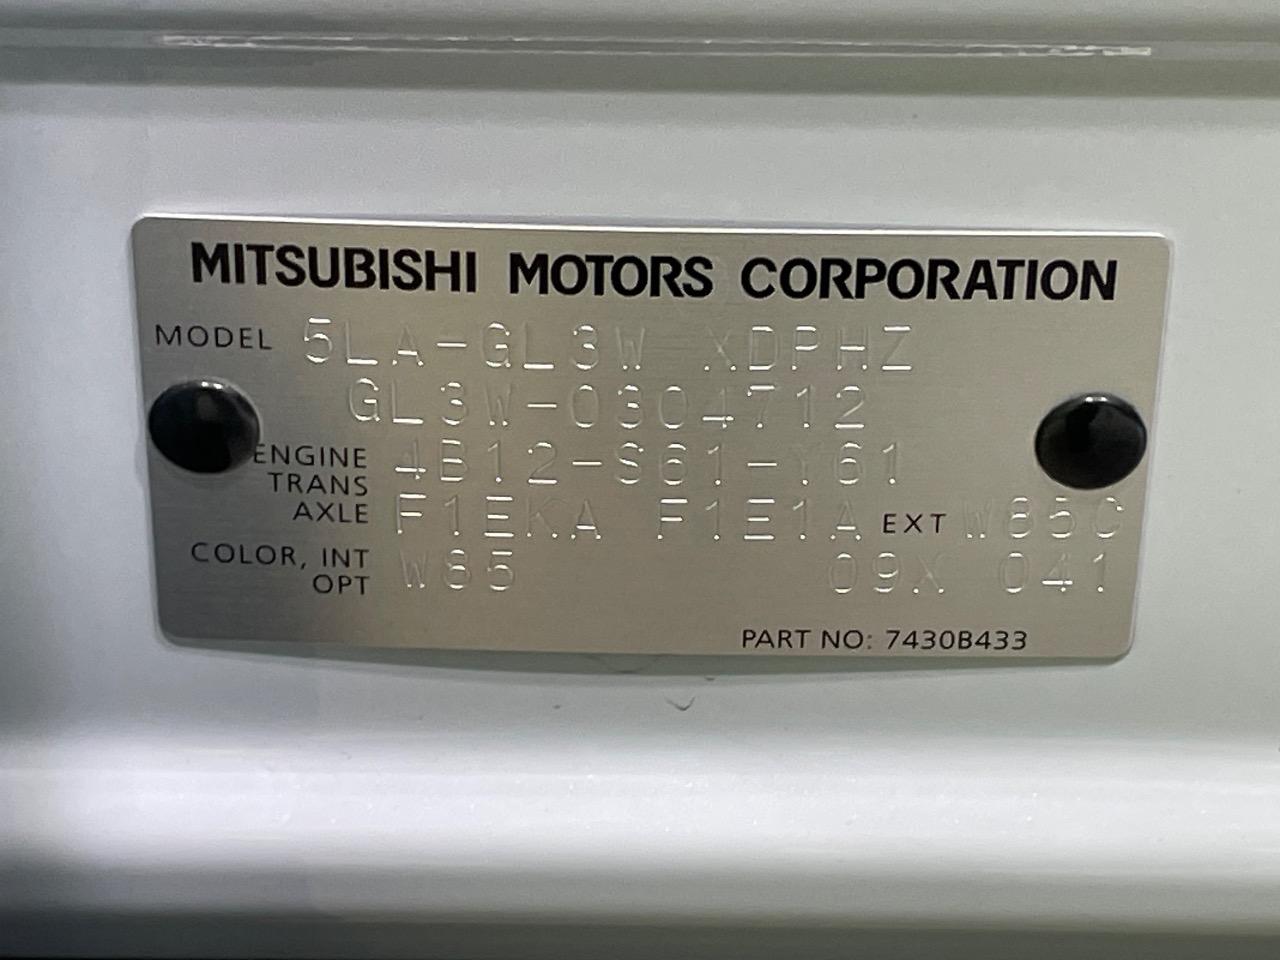 MITSUBISHI MOTORS CORPORATION
MODEL 5LA-GL3W XDPHZ
GL3W-0304712
ENGINE 4B12-S61-Y61
TRANS
AXLE F1EKA F1E1A EXT W85C
COLOR, INT W85 09X 041
OPT
PART NO: 7430B433